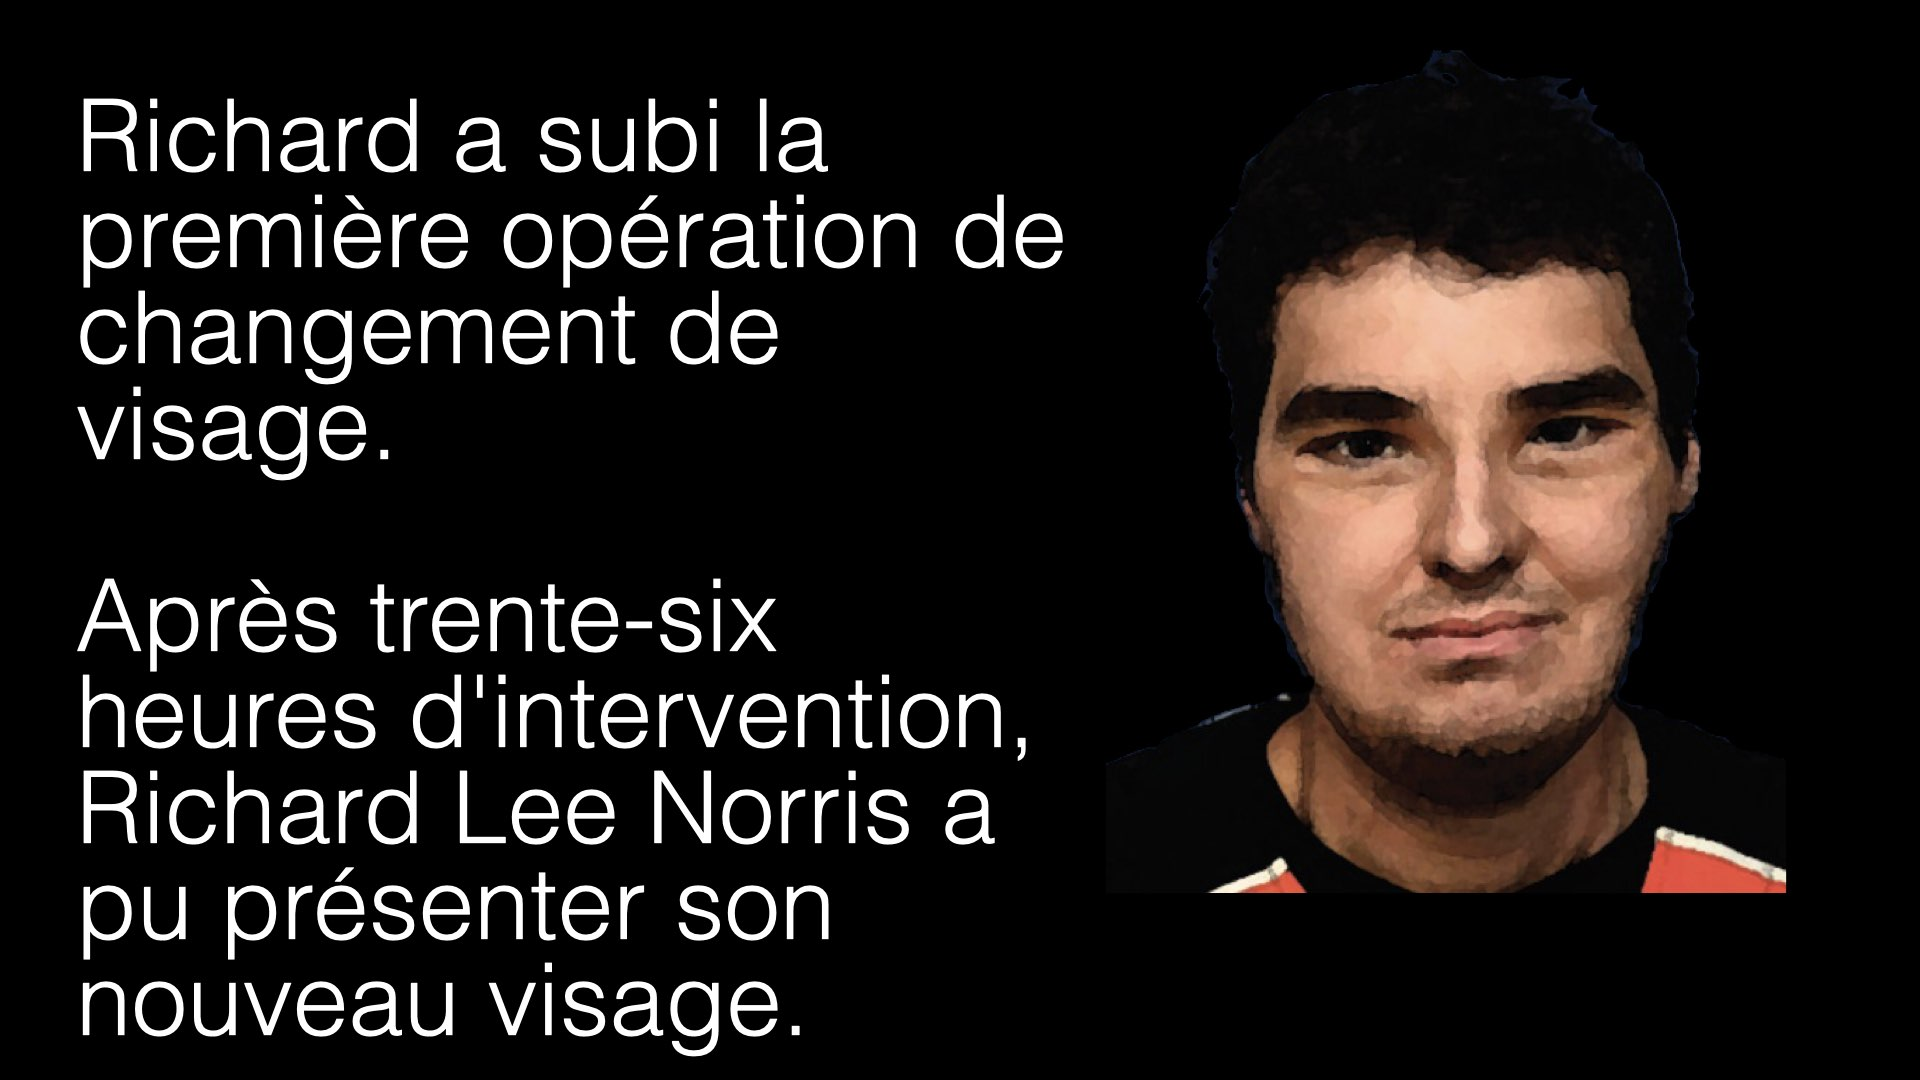 Richard a subi la
première opération de
changement de
visage.
Après trente-six
heures d'intervention,
Richard Lee Norris a
pu présenter son
nouveau visage.